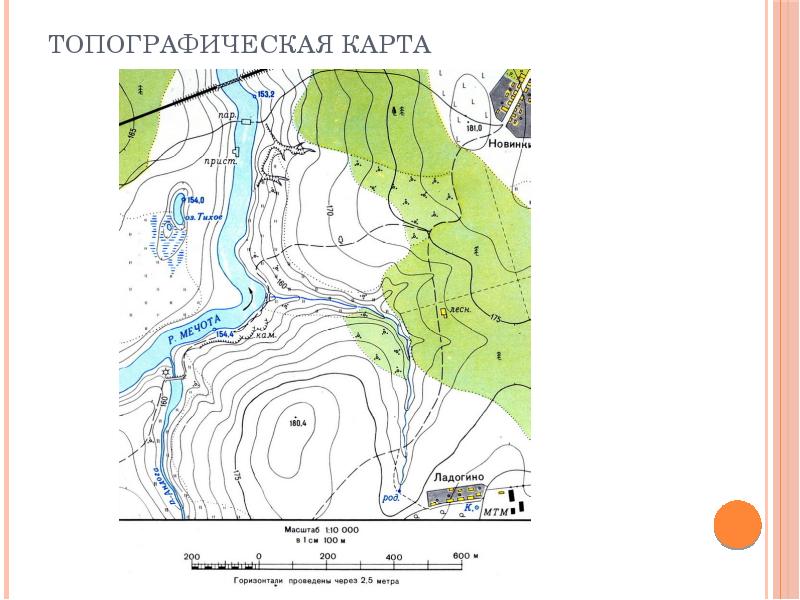 ТОПОГРАФИЧЕСКАЯ КАРТА
153,2
пар.
165
181,0
Новинки
прист.
154,0
оз. Тихое
170
160
Р. МЕЧОТА
154,4
кам.
лесн.
175
160
180,4
175
р. Андога
Ладогино
род.
К.
МТМ
Масштаб 1:10 000
в 1 см 100 м
200 0 200 400 600 м
Горизонтали проведены через 2,5 метра